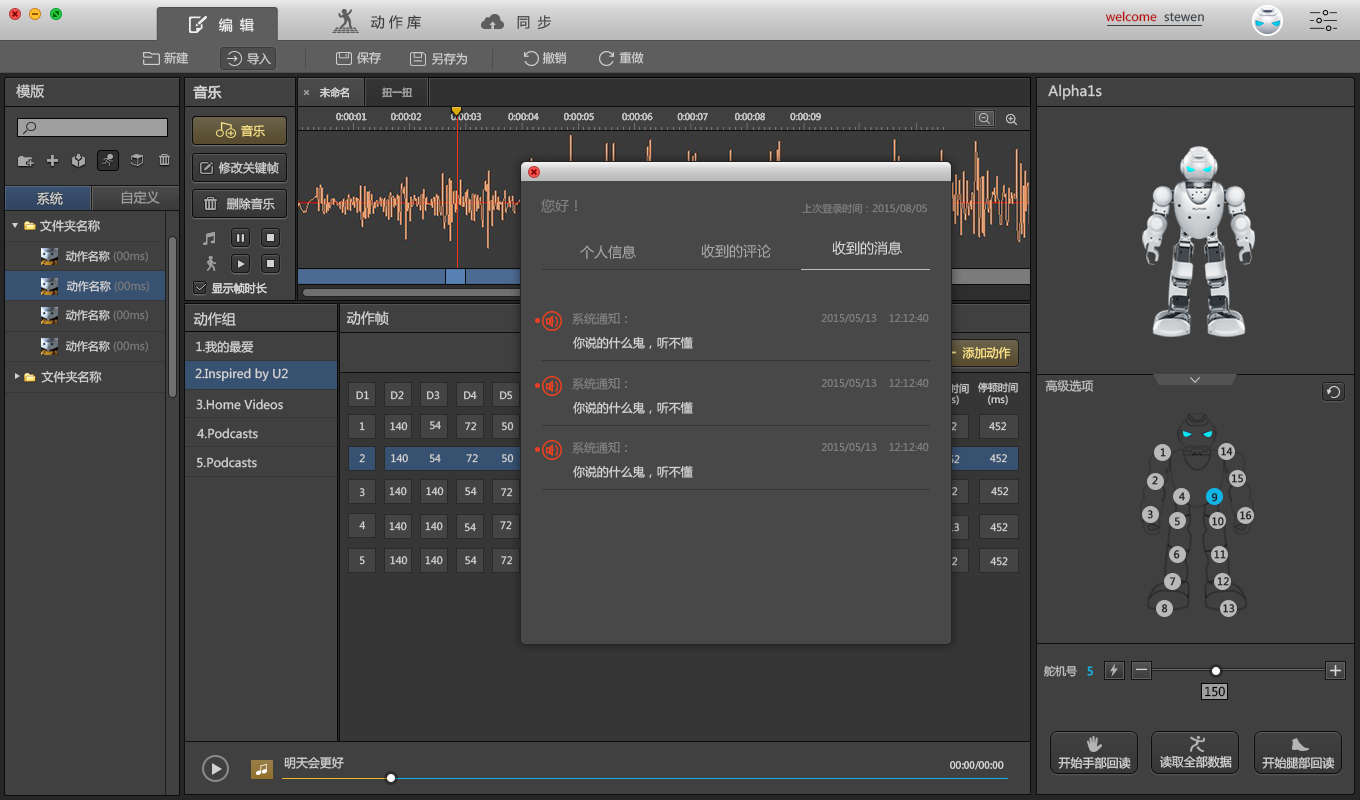 编 辑
动 作 库
同 步
welcome stewen
新建
导入
保存
另存为
撤销
重做
模版
系统
自定义
文件夹名称
动作名称 (00ms)
动作名称 (00ms)
动作名称 (00ms)
动作名称 (00ms)
文件夹名称
音乐
音乐
修改关键帧
删除音乐
显示帧时长
× 未命名
扭一扭
0:00:01 0:00:02 0:00:03 0:00:04 0:00:05 0:00:06 0:00:07 0:00:08 0:00:09
动作组
1.我的最爱
2.Inspired by U2
3.Home Videos
4.Podcasts
5.Podcasts
动作帧
添加动作
D1 D2 D3 D4 D5 时间 停顿时间
s) (ms)
1 140 54 72 50 2 452
2 140 54 72 50 52 452
3 140 140 54 72 2 452
4 140 140 54 72 3 452
5 140 140 54 72 2 452
您好！
上次登录时间：2015/08/05
个人信息
收到的评论
收到的消息
系统通知： 2015/05/13 12:12:40
你说的什么鬼，听不懂
系统通知： 2015/05/13 12:12:40
你说的什么鬼，听不懂
系统通知： 2015/05/13 12:12:40
你说的什么鬼，听不懂
明天会更好
00:00/00:00
Alpha1s
高级选项
1 14
2 15
4 9
3 5 10 16
6 11
7 12
8 13
舵机号 5
150
开始手部回读
读取全部数据
开始腿部回读